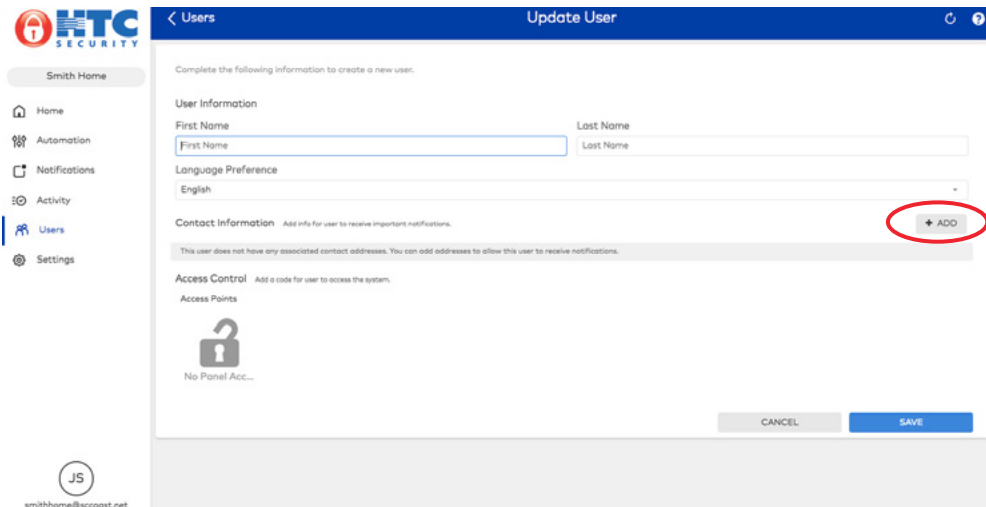 HTC
SECURITY
Smith Home
Home
Automation
Notifications
Activity
Users
Settings
JS
smithhome@sccoast.net
Users
Update User
?
Complete the following information to create a new user.
User Information
First Name Last Name
First Name Last Name
Language Preference
English
Contact Information Add info for user to receive important notifications.
+ ADD
This user does not have any associated contact addresses. You can add addresses to allow this user to receive notifications.
Access Control Add a code for user to access the system.
Access Points
No Panel Acc...
CANCEL SAVE